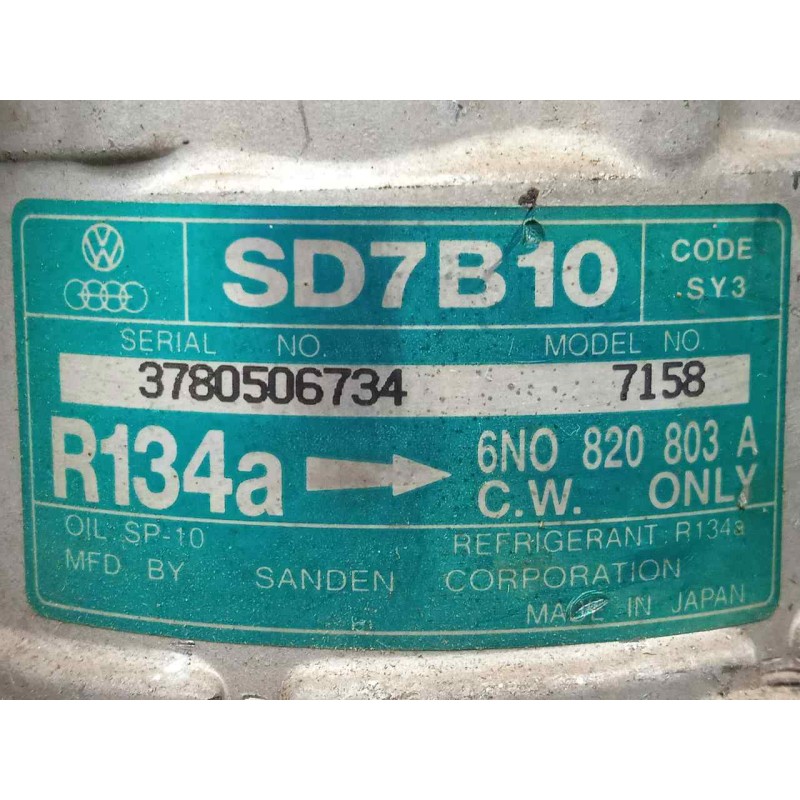 SD7B10
CODE
SY3
SERIAL NO. MODEL NO.
3780506734 7158
R134a 6N0 820 803 A
C.W. ONLY
OIL SP-10 REFRIGERANT: R134a
MFD BY SANDEN CORPORATION
MADE IN JAPAN